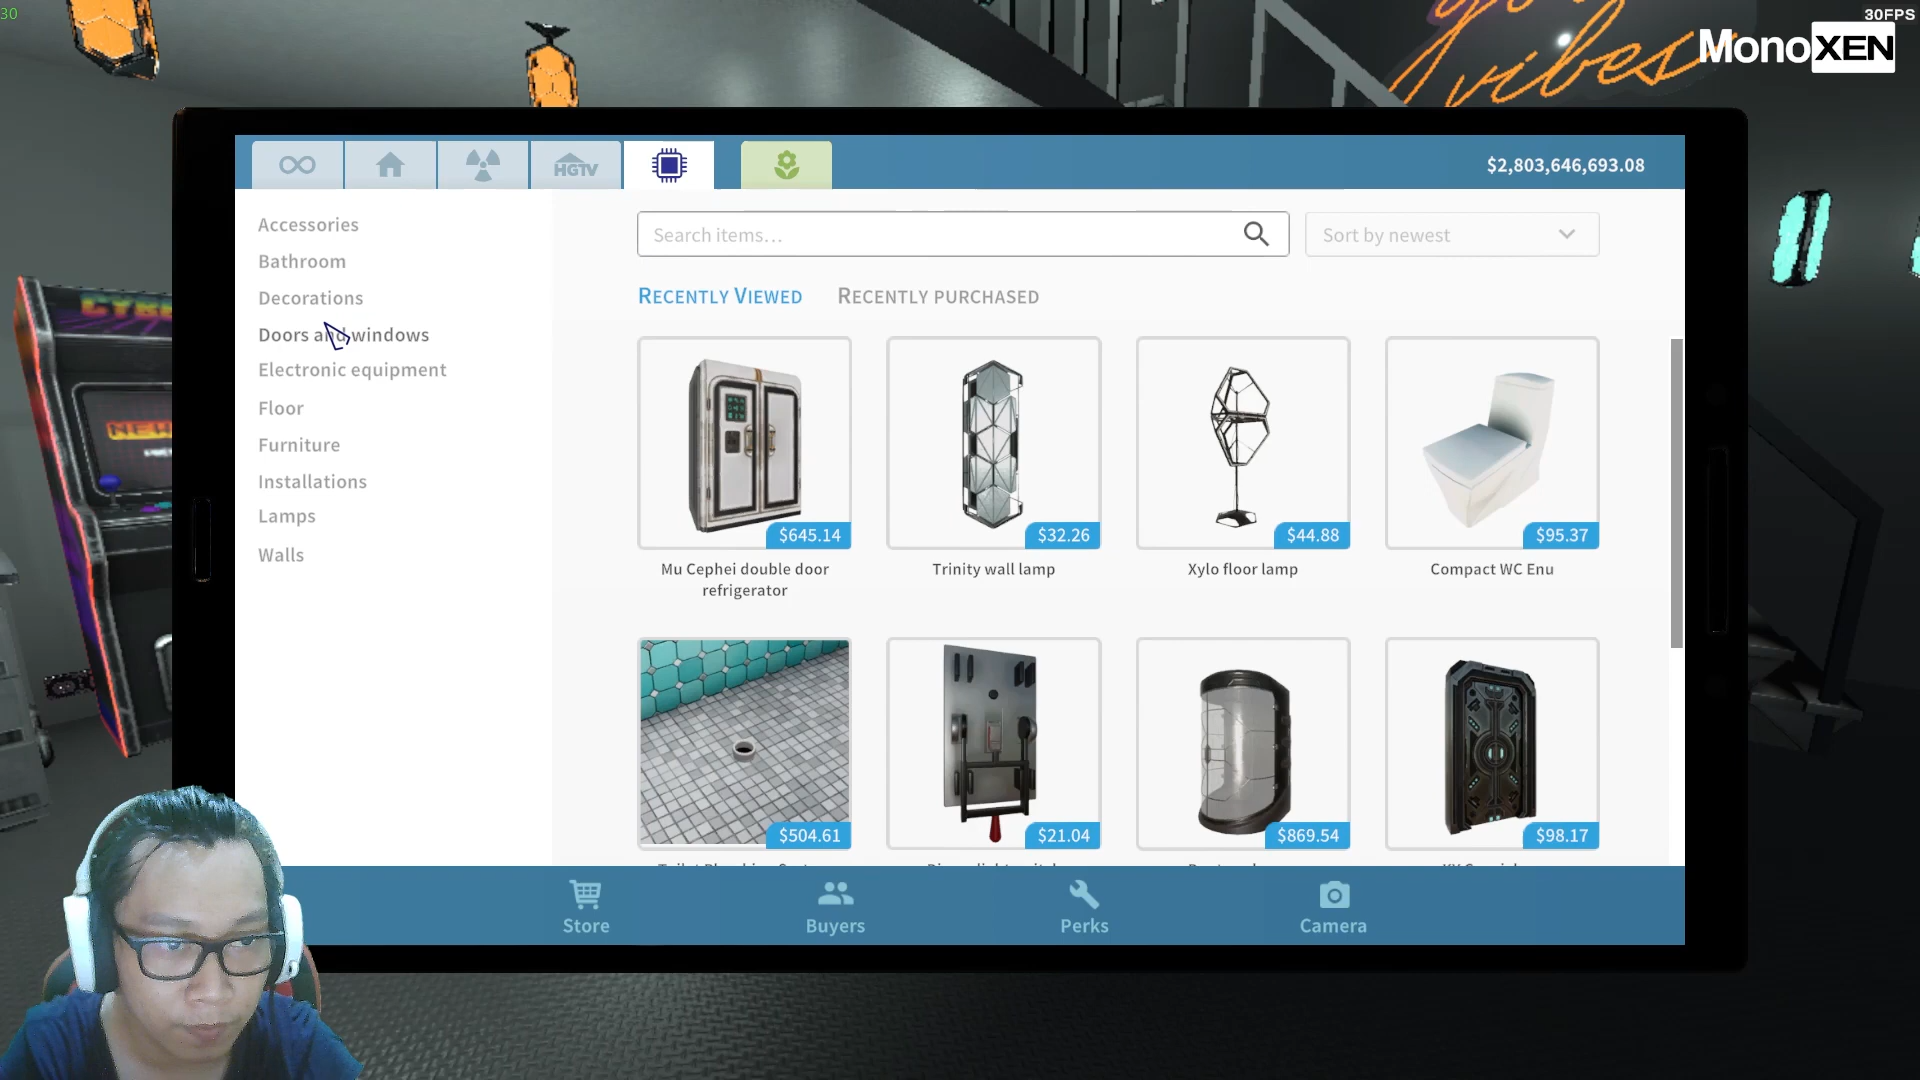 30
30FPS
MonoXEN
vibes
HGTV
$2,803,646,693.08
Accessories
Bathroom
Decorations
Doors and windows
Electronic equipment
Floor
Furniture
Installations
Lamps
Walls
Search items...
Sort by newest
RECENTLY VIEWED
RECENTLY PURCHASED
$645.14
$32.26
$44.88
$95.37
Mu Cephei double door
refrigerator
Trinity wall lamp
Xylo floor lamp
Compact WC Enu
$504.61
$21.04
$869.54
$98.17
Store
Buyers
Perks
Camera